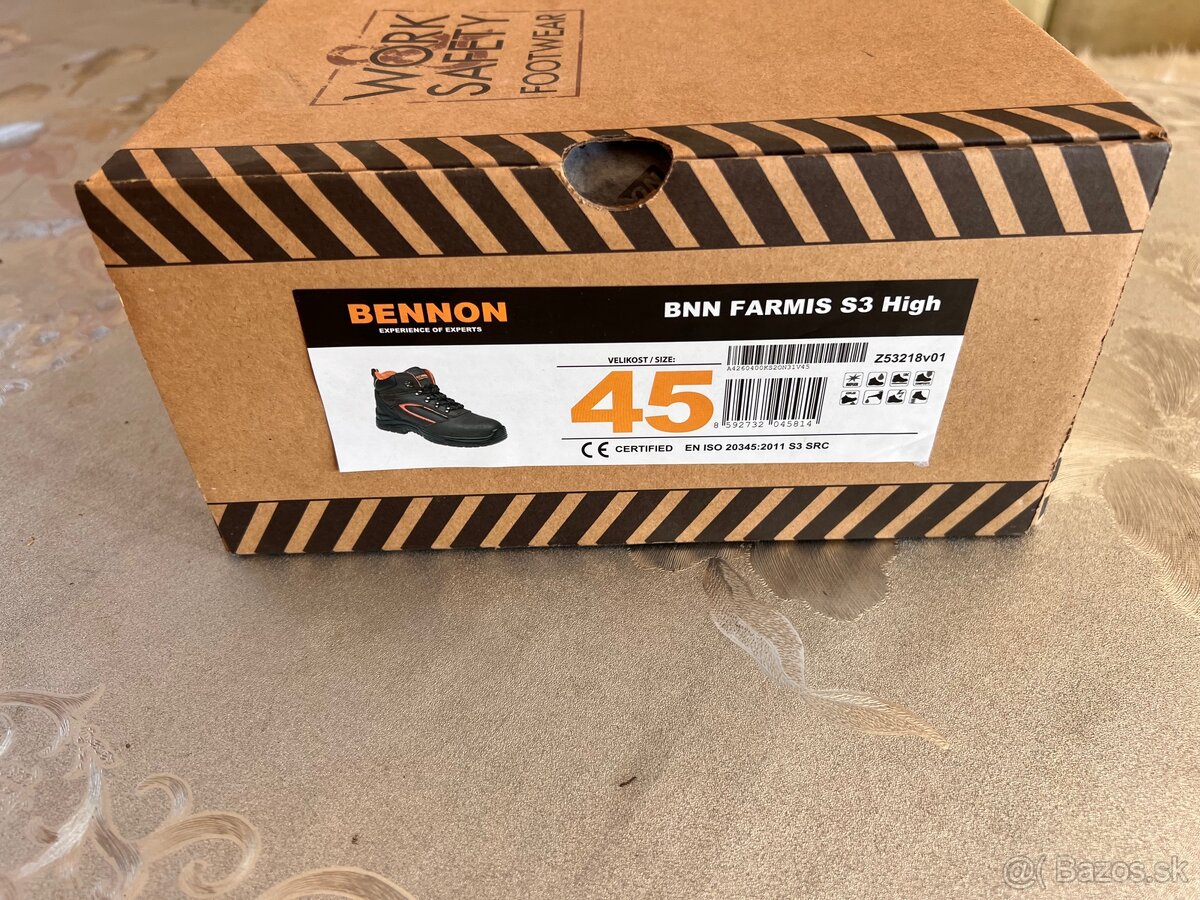 WORK
SAFETY
FOOTWEAR
BENNON
EXPERIENCE OF EXPERTS
BNN FARMIS S3 High
VELIKOST / SIZE:
45
A4260400KS20N31V45
Z53218v01
8 592732 045814
CE CERTIFIED EN ISO 20345:2011 S3 SRC
@( Bazos.sk